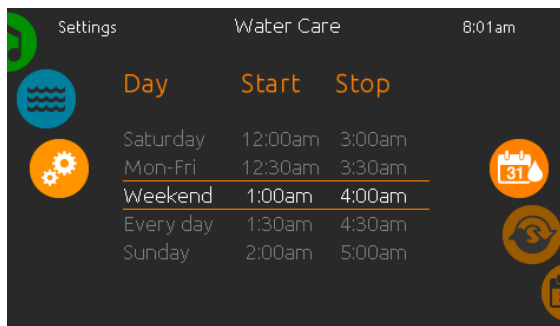 Settings Water Care 8:01am
Day Start Stop
Saturday 12:00am 3:00am
Mon-Fri 12:30am 3:30am
Weekend 1:00am 4:00am
Every day 1:30am 4:30am
Sunday 2:00am 5:00am
31